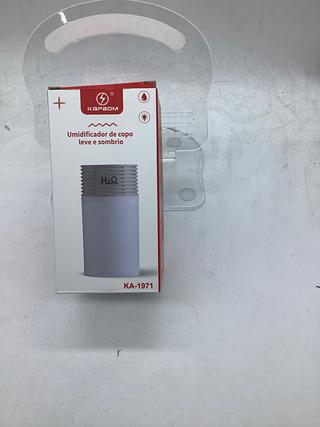 KAPBOM
Umidificador de copo
leve e sombrio
H2O
KA-1971